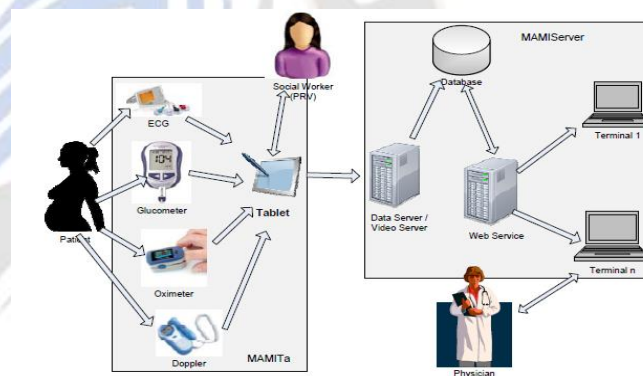 MAMIServer
Database
Social Worker
(PRV)
ECG
104
Glucometer
Tablet
Patient
Oximeter
Doppler
MAMITa
Data Server /
Video Server
Web Service
Terminal 1
Terminal n
Physician